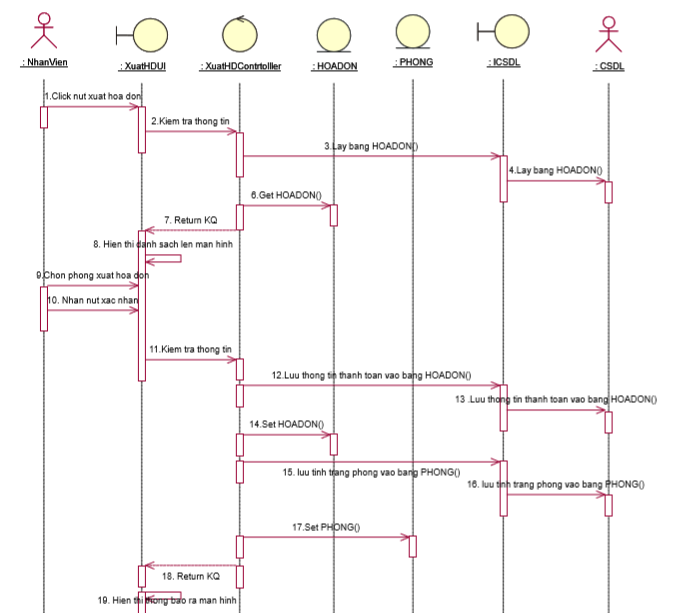 : NhanVien
: XuatHDUI
: XuatHDContrtolller
: HOADON
: PHONG
: ICSDL
: CSDL
1.Click nut xuat hoa don
2.Kiem tra thong tin
3.Lay bang HOADON()
4.Lay bang HOADON()
6.Get HOADON()
7. Return KQ
8. Hien thi danh sach len man hinh
9.Chon phong xuat hoa don
10. Nhan nut xac nhan
11.Kiem tra thong tin
12.Luu thong tin thanh toan vao bang HOADON()
13 .Luu thong tin thanh toan vao bang HOADON()
14.Set HOADON()
15. luu tinh trang phong vao bang PHONG()
16. luu tinh trang phong vao bang PHONG()
17.Set PHONG()
18. Return KQ
19. Hien thi thong bao ra man hinh